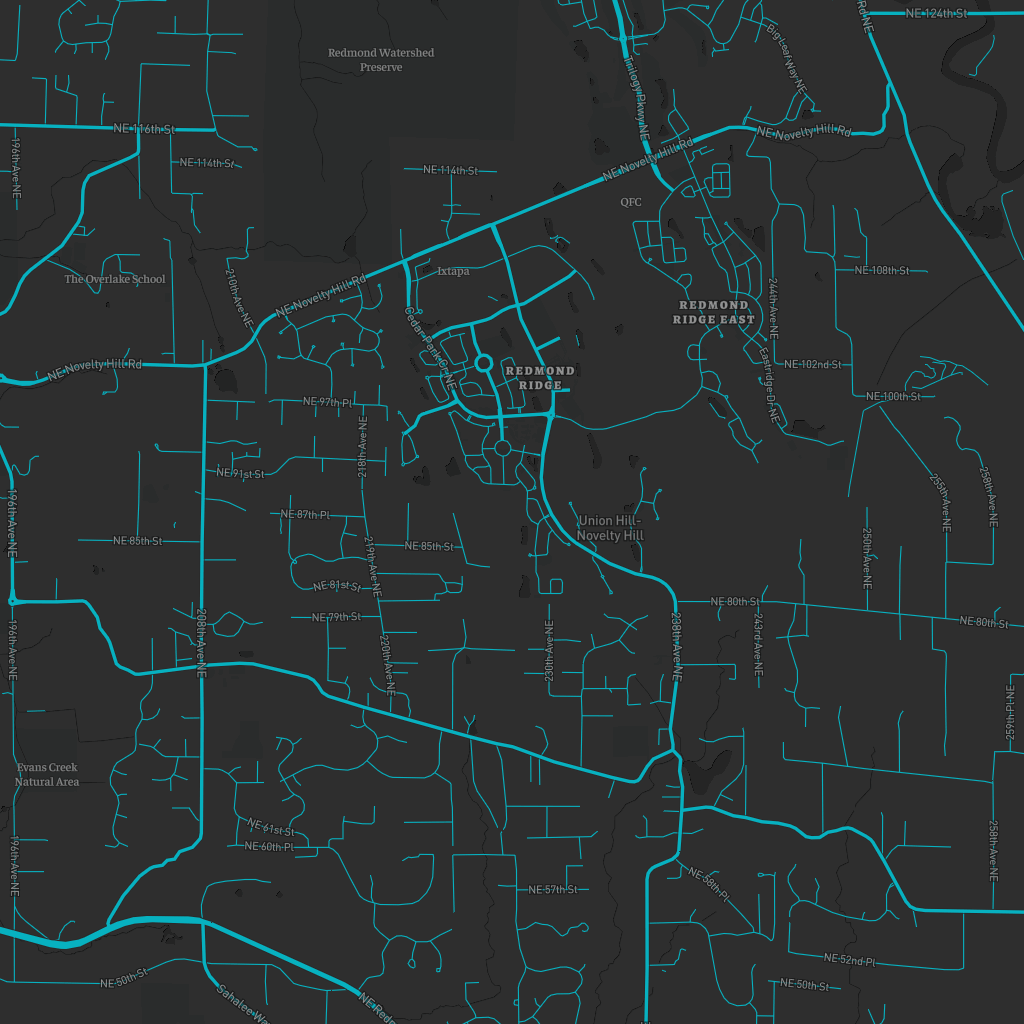 NE 124th St
Rd NE
Big Leaf Way NE
Redmond Watershed
Preserve
Trilogy Pkwy NE
NE 116th St
NE Novelty Hill Rd
196th Ave NE
NE 114th St
NE 114th St
NE Novelty Hill Rd
QFC
The Overlake School
Ixtapa
NE 108th St
210th Ave NE
NE Novelty Hill Rd
244th Ave NE
REDMOND
RIDGE EAST
Cedar Park Cr NE
NE Novelty Hill Rd
REDMOND
RIDGE
Eastridge Dr NE
NE 102nd St
NE 100th St
NE 97th Pl
218th Ave NE
NE 91st St
196th Ave NE
255th Ave NE
258th Ave NE
NE 87th Pl
Union Hill-
Novelty Hill
NE 85th St
219th Ave NE
NE 85th St
250th Ave NE
NE 81st St
NE 80th St
NE 79th St
NE 80th St
196th Ave NE
208th Ave NE
220th Ave NE
230th Ave NE
238th Ave NE
243rd Ave NE
259th Pl NE
Evans Creek
Natural Area
NE 61st St
NE 60th Pl
196th Ave NE
258th Ave NE
NE 57th St
NE 58th Pl
NE 52nd Pl
NE 50th St
NE 50th St
Sahalee Wa
NE Redm